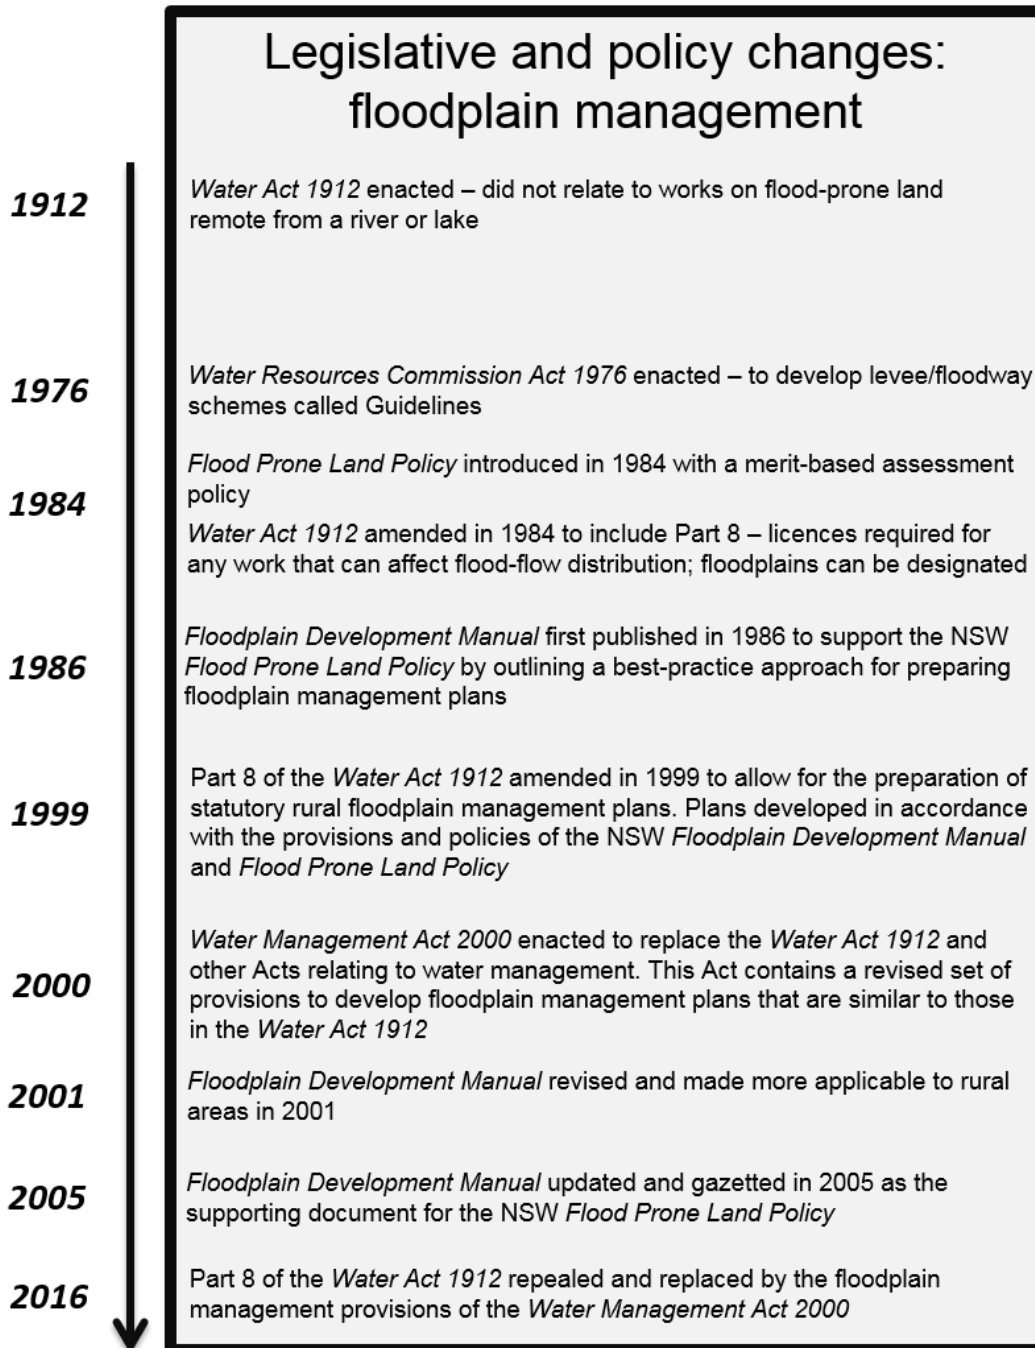 Legislative and policy changes:
floodplain management
1912
Water Act 1912 enacted – did not relate to works on flood-prone land
remote from a river or lake
1976
Water Resources Commission Act 1976 enacted – to develop levee/floodway
schemes called Guidelines
1984
Flood Prone Land Policy introduced in 1984 with a merit-based assessment
policy
Water Act 1912 amended in 1984 to include Part 8 – licences required for
any work that can affect flood-flow distribution; floodplains can be designated
1986
Floodplain Development Manual first published in 1986 to support the NSW
Flood Prone Land Policy by outlining a best-practice approach for preparing
floodplain management plans
1999
Part 8 of the Water Act 1912 amended in 1999 to allow for the preparation of
statutory rural floodplain management plans. Plans developed in accordance
with the provisions and policies of the NSW Floodplain Development Manual
and Flood Prone Land Policy
2000
Water Management Act 2000 enacted to replace the Water Act 1912 and
other Acts relating to water management. This Act contains a revised set of
provisions to develop floodplain management plans that are similar to those
in the Water Act 1912
2001
Floodplain Development Manual revised and made more applicable to rural
areas in 2001
2005
Floodplain Development Manual updated and gazetted in 2005 as the
supporting document for the NSW Flood Prone Land Policy
2016
Part 8 of the Water Act 1912 repealed and replaced by the floodplain
management provisions of the Water Management Act 2000